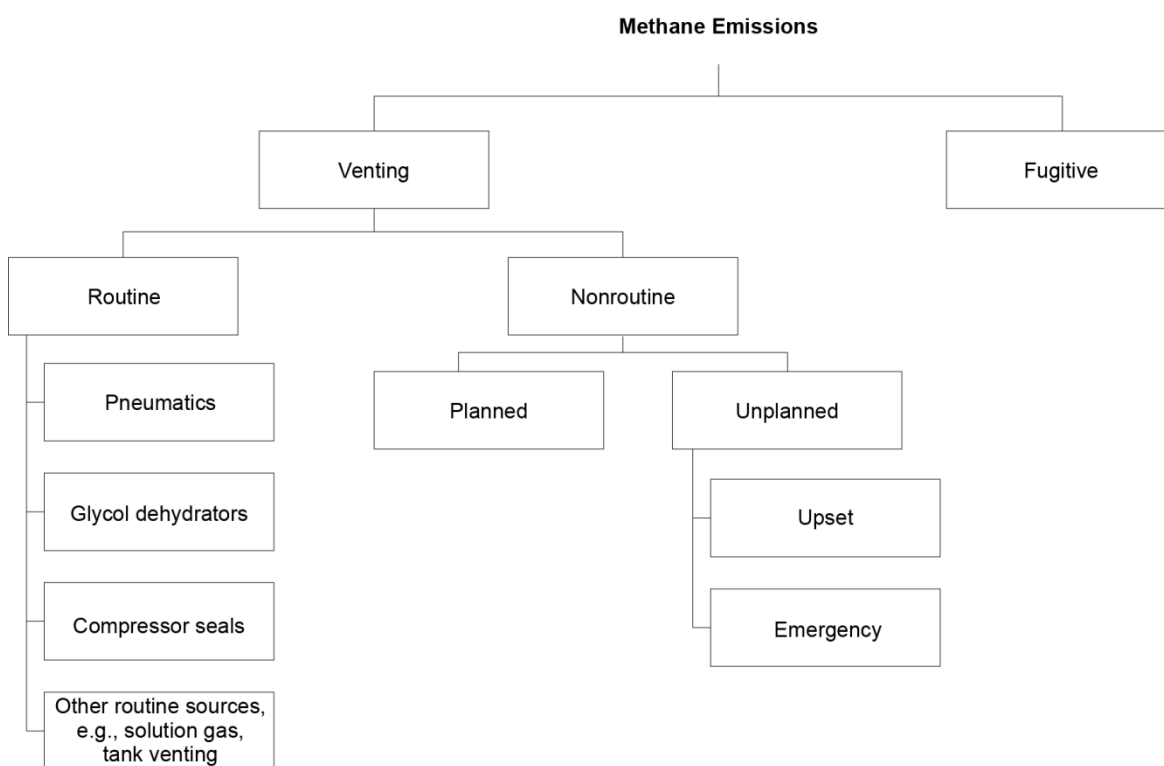 Methane Emissions
Venting
Fugitive
Routine
Nonroutine
Pneumatics
Planned
Unplanned
Glycol dehydrators
Upset
Compressor seals
Emergency
Other routine sources,
e.g., solution gas,
tank venting